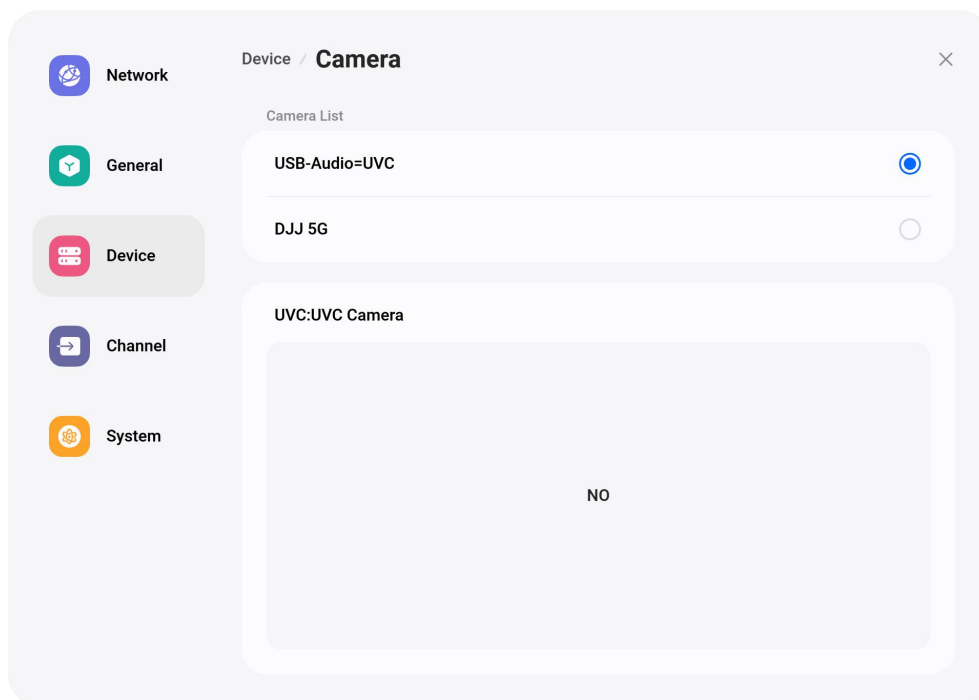 Network
General
Device
Channel
System
Device / Camera
Camera List
USB-Audio=UVC
DJJ 5G
UVC:UVC Camera
NO